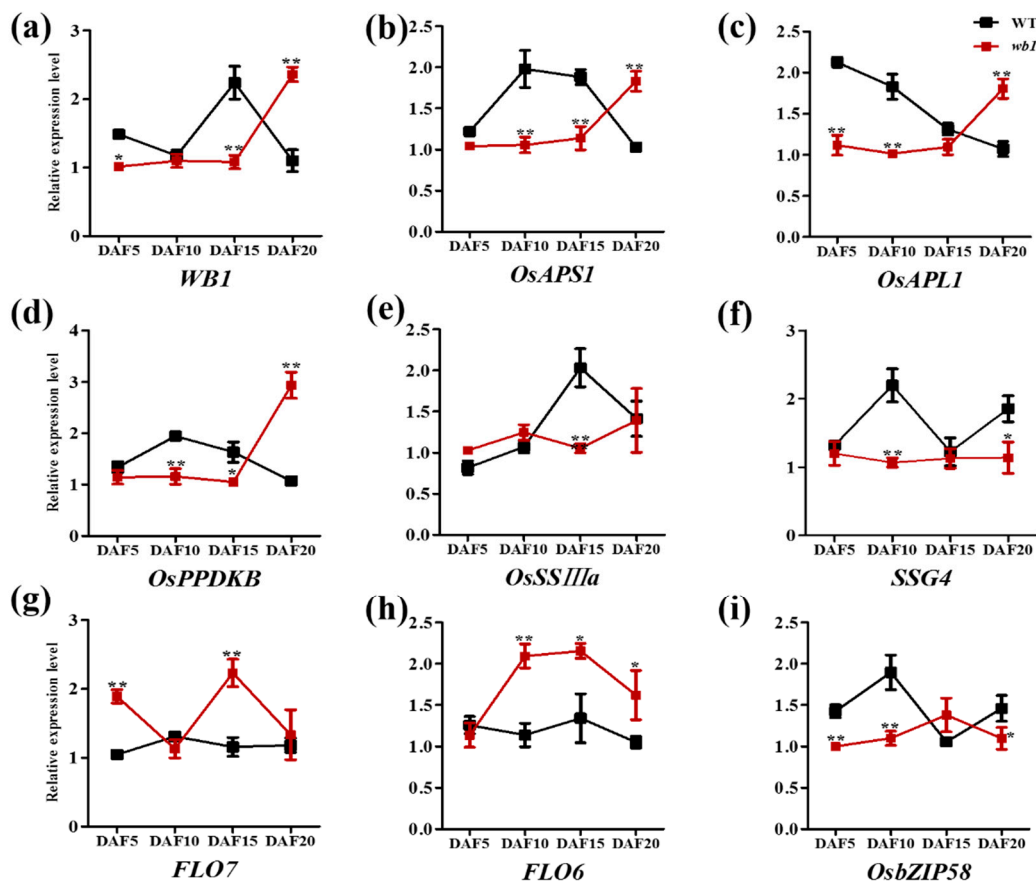 (a)
(b)
(c)
WT
wb1
Relative expression level
3
2
1
0
* ** **
DAF5 DAF10 DAF15 DAF20
WB1
2.5
2.0
1.5
1.0
0.5
0.0
** ** **
DAF5 DAF10 DAF15 DAF20
OsAPS1
2.5
2.0
1.5
1.0
0.5
0.0
** ** **
DAF5 DAF10 DAF15 DAF20
OsAPL1
(d)
(e)
(f)
Relative expression level
4
3
2
1
0
** * **
DAF5 DAF10 DAF15 DAF20
OsPPDKB
2.5
2.0
1.5
1.0
0.5
0.0
**
DAF5 DAF10 DAF15 DAF20
OsSSⅢa
3
2
1
0
** *
DAF5 DAF10 DAF15 DAF20
SSG4
(g)
(h)
(i)
Relative expression level
3
2
1
0
** **
DAF5 DAF10 DAF15 DAF20
FLO7
2.5
2.0
1.5
1.0
0.5
0.0
** * *
DAF5 DAF10 DAF15 DAF20
FLO6
2.5
2.0
1.5
1.0
0.5
0.0
** ** *
DAF5 DAF10 DAF15 DAF20
OsbZIP58